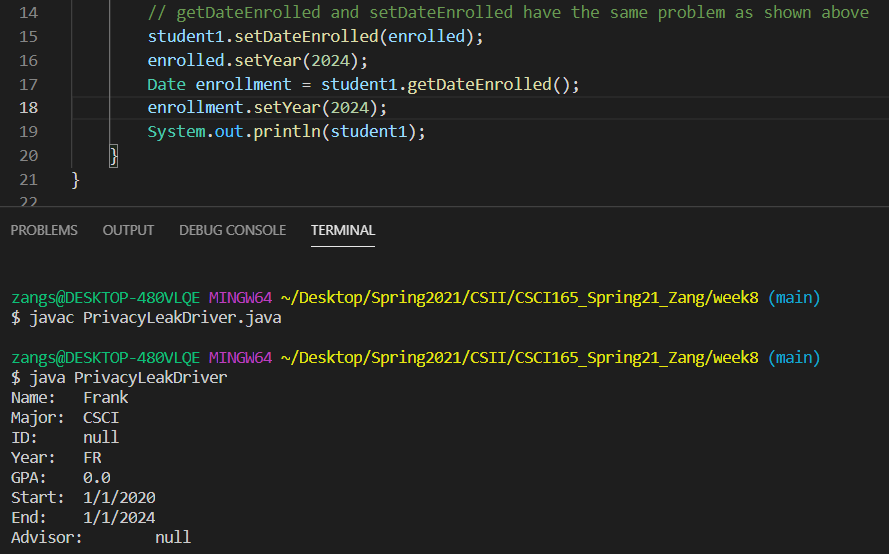 14 // getDateEnrolled and setDateEnrolled have the same problem as shown above
15 student1.setDateEnrolled(enrolled);
16 enrolled.setYear(2024);
17 Date enrollment = student1.getDateEnrolled();
18 enrollment.setYear(2024);
19 System.out.println(student1);
20 }
21 }
22
PROBLEMS OUTPUT DEBUG CONSOLE TERMINAL
zangs@DESKTOP-480VLQE MINGW64 ~/Desktop/Spring2021/CSII/CSCI165_Spring21_Zang/week8 (main)
$ javac PrivacyLeakDriver.java
zangs@DESKTOP-480VLQE MINGW64 ~/Desktop/Spring2021/CSII/CSCI165_Spring21_Zang/week8 (main)
$ java PrivacyLeakDriver
Name: Frank
Major: CSCI
ID: null
Year: FR
GPA: 0.0
Start: 1/1/2020
End: 1/1/2024
Advisor: null